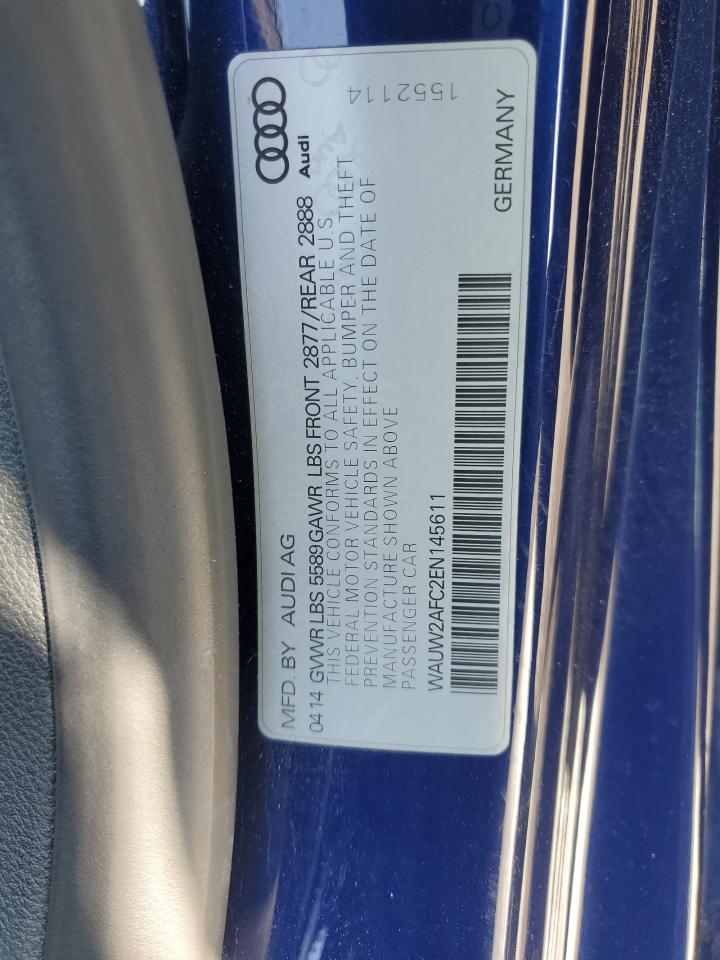 Audi
1552114
MFD. BY AUDI AG
04 14 GVWR LBS 5589 GAWR LBS FRONT 2877/REAR 2888
THIS VEHICLE CONFORMS TO ALL APPLICABLE U.S.
FEDERAL MOTOR VEHICLE SAFETY, BUMPER AND THEFT
PREVENTION STANDARDS IN EFFECT ON THE DATE OF
MANUFACTURE SHOWN ABOVE
PASSENGER CAR
WAUW2AFC2EN145611
GERMANY